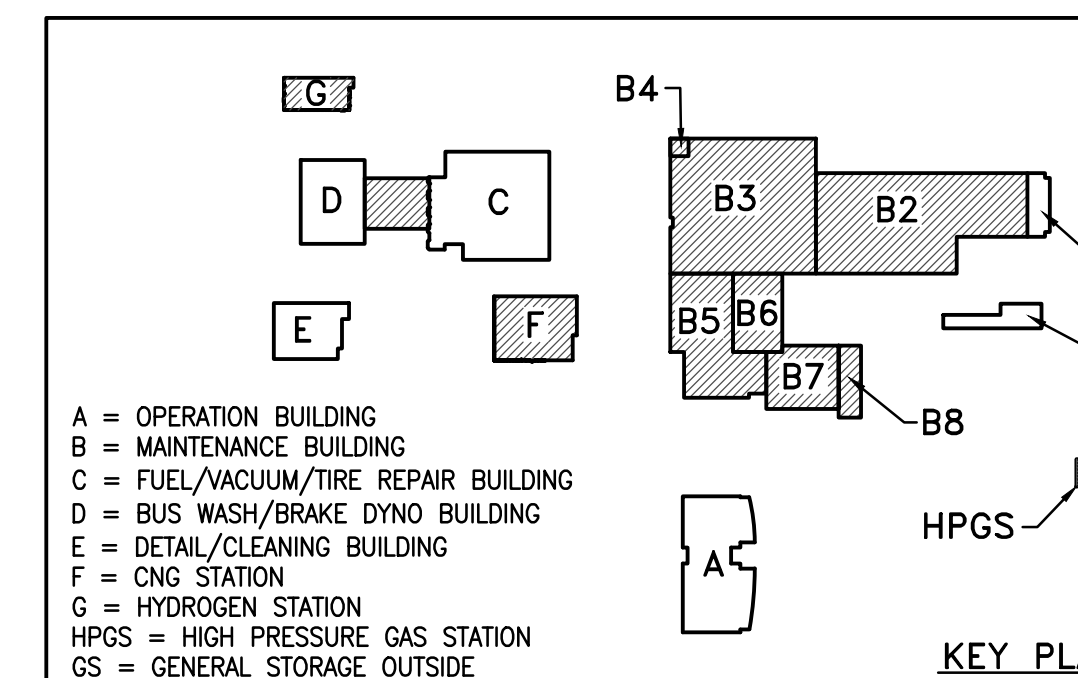 G
B4
D
C
B3
B2
E
F
B5
B6
B7
B8
A = OPERATION BUILDING
B = MAINTENANCE BUILDING
C = FUEL/VACUUM/TIRE REPAIR BUILDING
D = BUS WASH/BRAKE DYNO BUILDING
E = DETAIL/CLEANING BUILDING
F = CNG STATION
G = HYDROGEN STATION
HPGS = HIGH PRESSURE GAS STATION
GS = GENERAL STORAGE OUTSIDE
HPGS
A
KEY